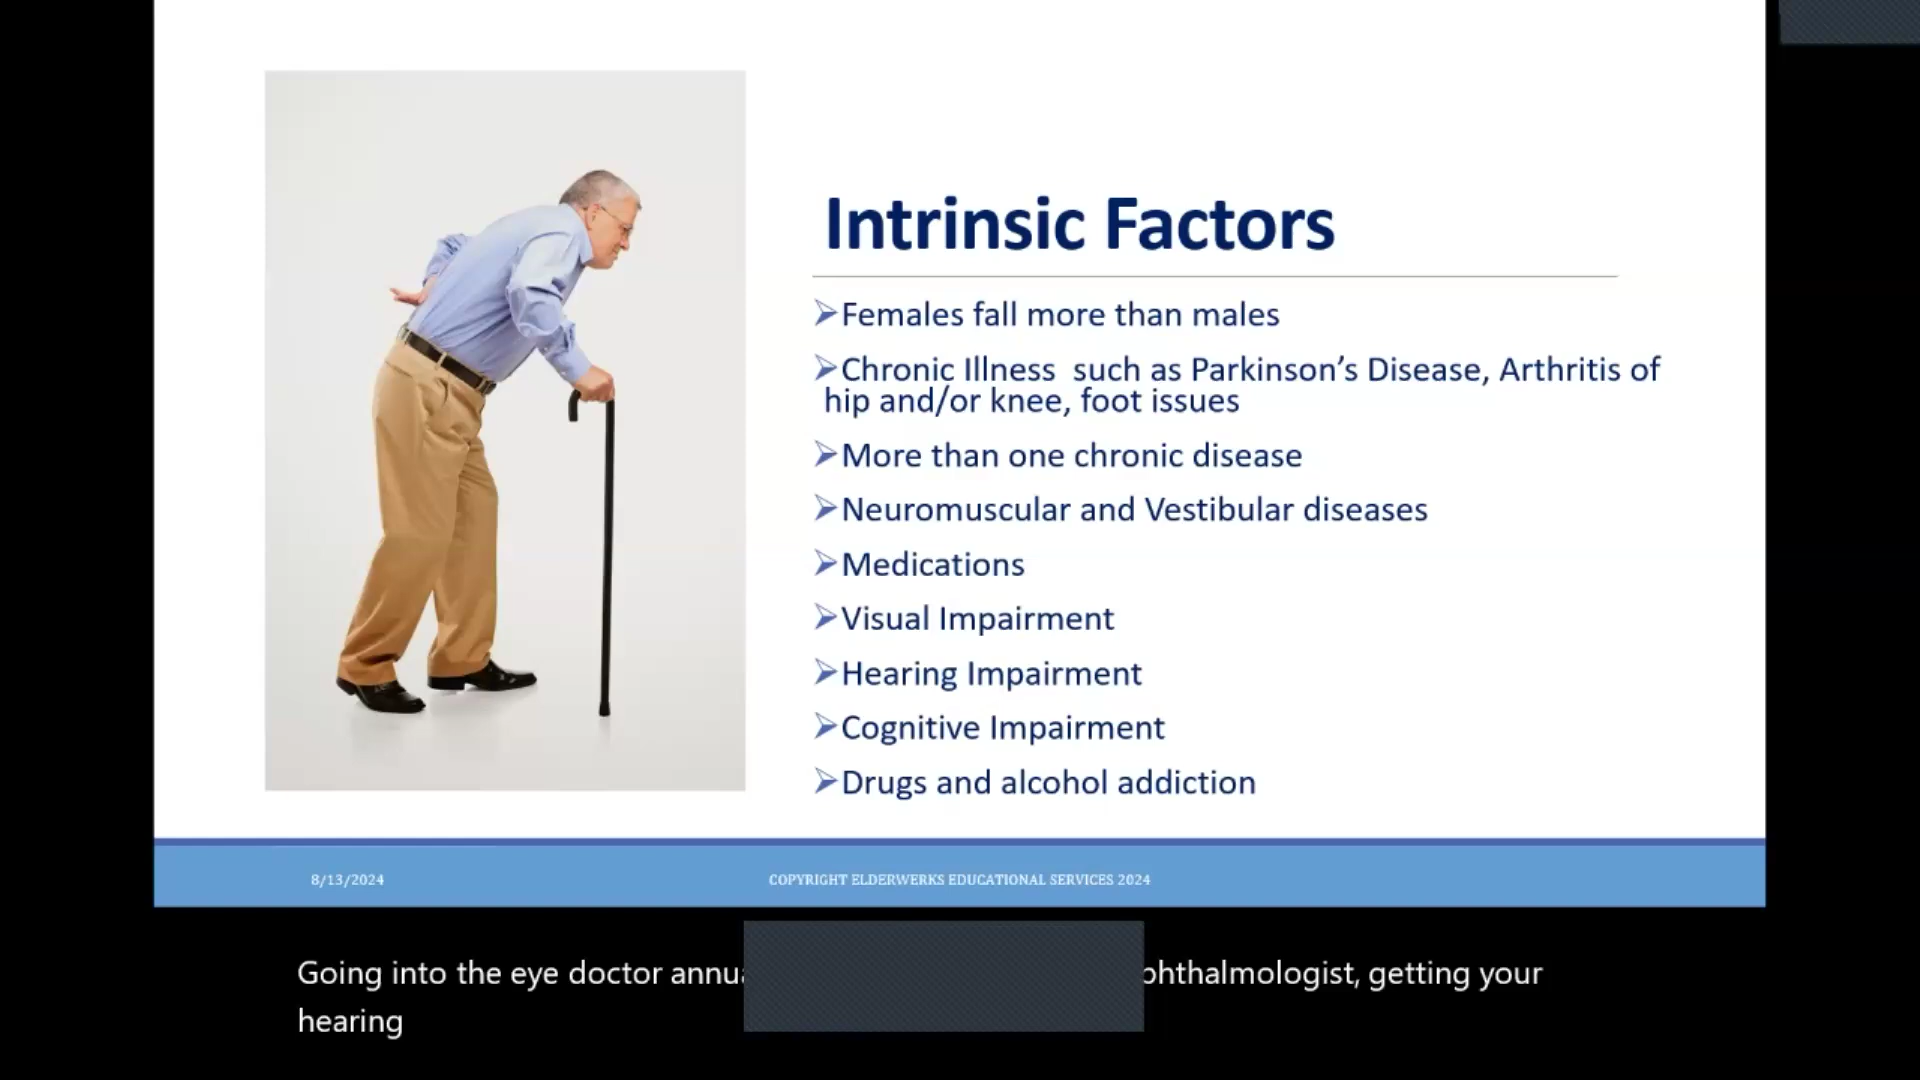 Intrinsic Factors
➢Females fall more than males
➢Chronic Illness such as Parkinson’s Disease, Arthritis of
hip and/or knee, foot issues
➢More than one chronic disease
➢Neuromuscular and Vestibular diseases
➢Medications
➢Visual Impairment
➢Hearing Impairment
➢Cognitive Impairment
➢Drugs and alcohol addiction
8/13/2024
COPYRIGHT ELDERWERKS EDUCATIONAL SERVICES 2024
Going into the eye doctor getting your
hearing